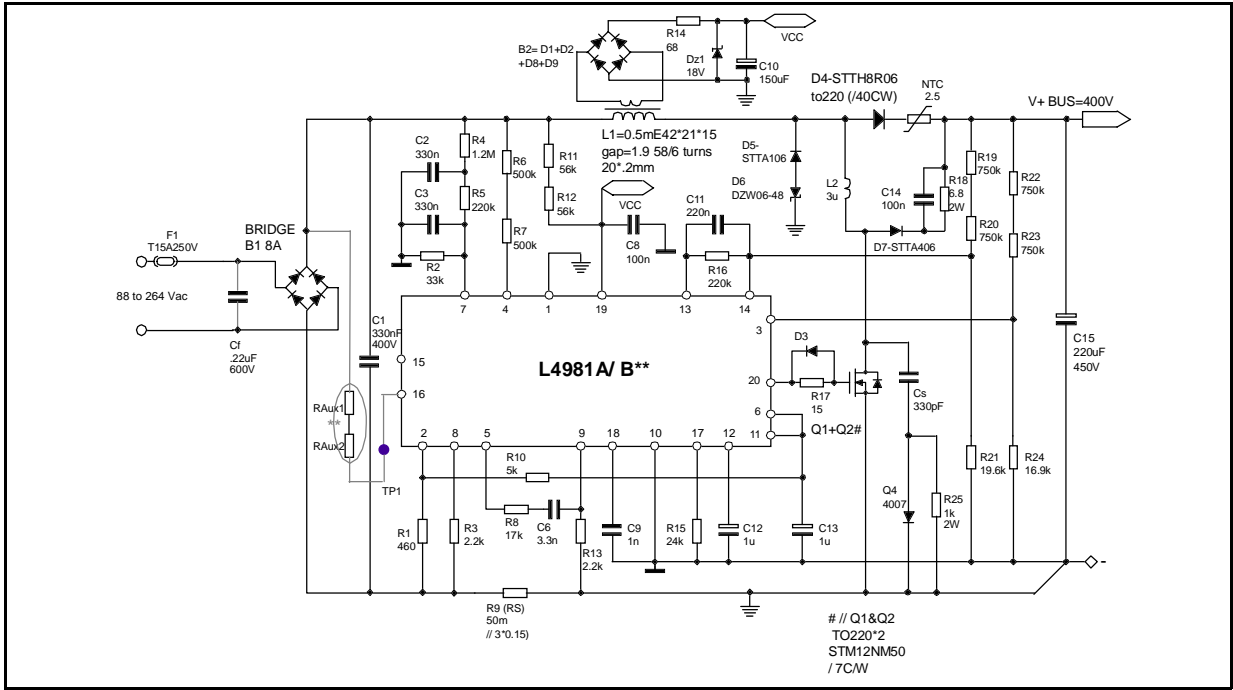 B2= D1+D2
+D8+D9
R14
68
Dz1
18V
C10
150uF
VCC
D4-STTH8R06
to220 (/40CW)
NTC
2.5
V+ BUS=400V
L1=0.5mE42*21*15
gap=1.9 58/6 turns
20*.2mm
C2
330n
R4
1.2M
R6
500k
R11
56k
D5-
STTA106
D6
DZW06-48
L2
3u
C14
100n
R18
6.8
2W
R19
750k
R22
750k
C3
330n
R5
220k
R12
56k
VCC
C11
220n
R7
500k
C8
100n
R20
750k
R23
750k
D7-STTA406
R2
33k
R16
220k
F1
T15A250V
BRIDGE
B1 8A
88 to 264 Vac
Cf
.22uF
600V
C1
330nF
400V
7
4
1
19
13
14
3
15
16
L4981A/ B**
20
6
11
D3
R17
15
Q1+Q2#
Cs
330pF
C15
220uF
450V
RAux1
**
RAux2
TP1
2
8
5
9
18
10
17
12
R10
5k
R1
460
R3
2.2k
R8
17k
C6
3.3n
R13
2.2k
C9
1n
R15
24k
C12
1u
C13
1u
Q4
4007
R25
1k
2W
R21
19.6k
R24
16.9k
-
R9 (RS)
50m
// 3*0.15)
# // Q1&Q2
TO220*2
STM12NM50
/ 7C/W